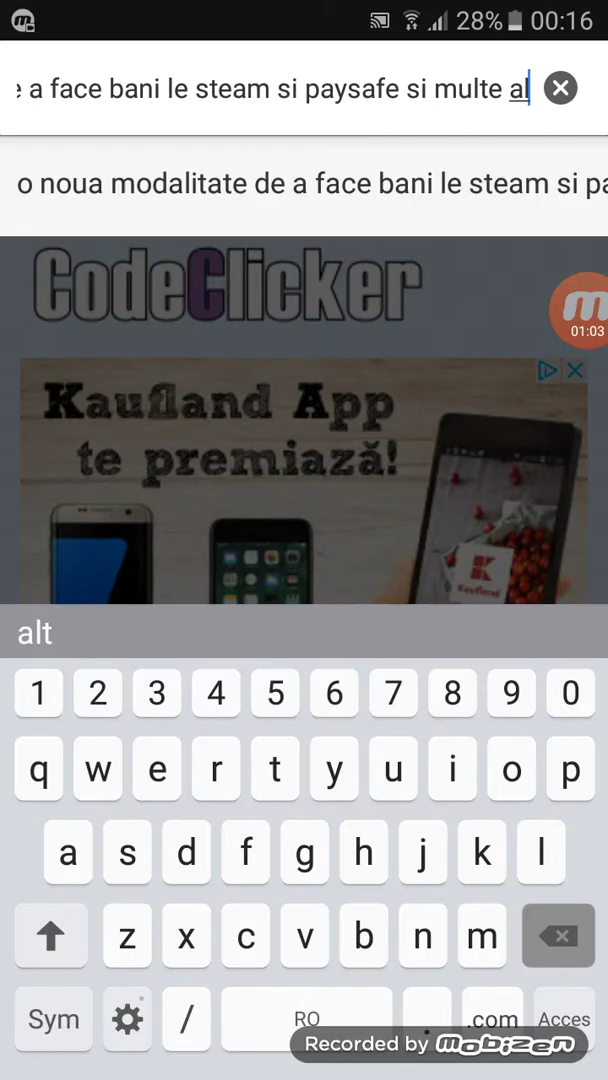 28% 00:16
e a face bani le steam si paysafe si multe al
o noua modalitate de a face bani le steam si pa
CodeClicker
01:03
Kaufland App
te premiază!
K
Kaufland
alt
1 2 3 4 5 6 7 8 9 0
q w e r t y u i o p
a s d f g h j k l
z x c v b n m
Sym / RO . .com Acces
Recorded by mobizen